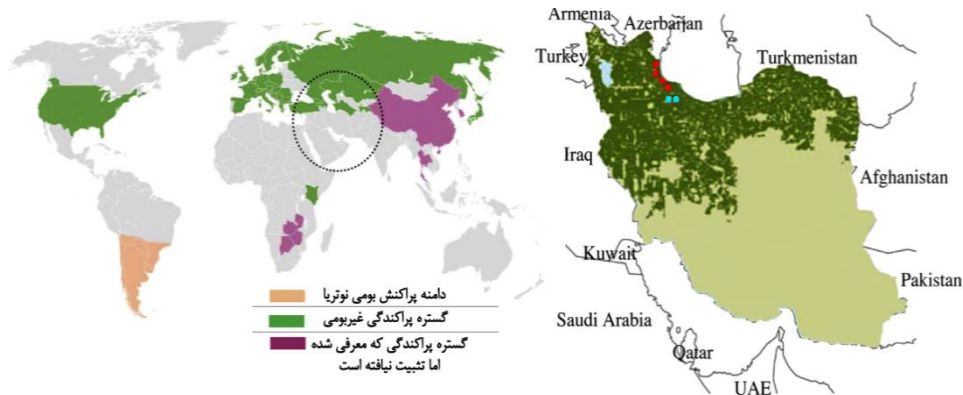 دامنه پراکنش بومی نوتریا
گستره پراکندگی غیربومی
گستره پراکندگی که معرفی شده
اما تثبیت نیافته است
Armenia
Azerbarjan
Turkey
Turkmenistan
Iraq
Afghanistan
Kuwait
Pakistan
Saudi Arabia
Qatar
UAE